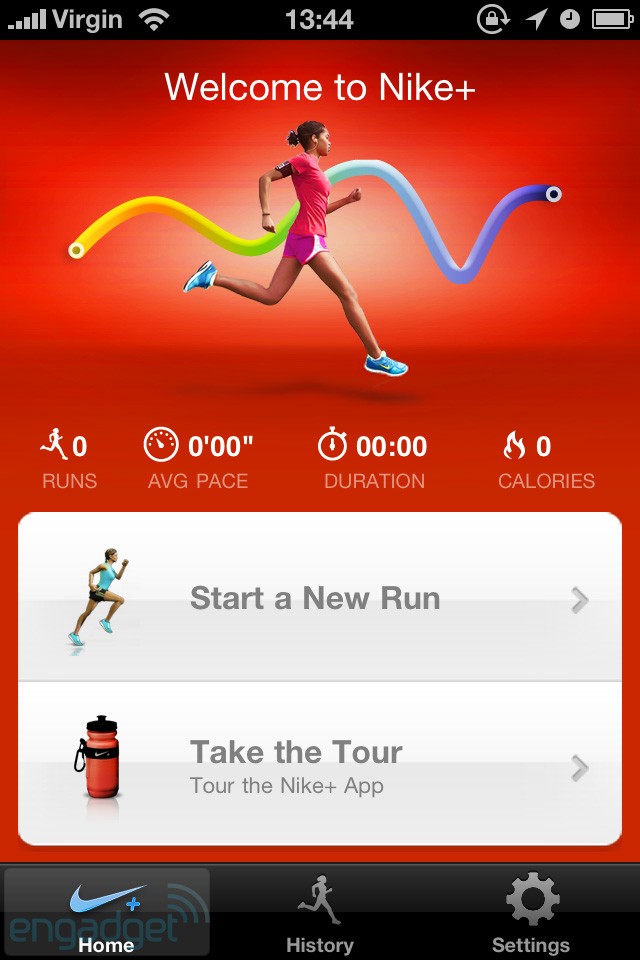 Virgin 13:44
Welcome to Nike+
0 0'00" 00:00 0
RUNS AVG PACE DURATION CALORIES
Start a New Run
Take the Tour
Tour the Nike+ App
engadget
Home History Settings